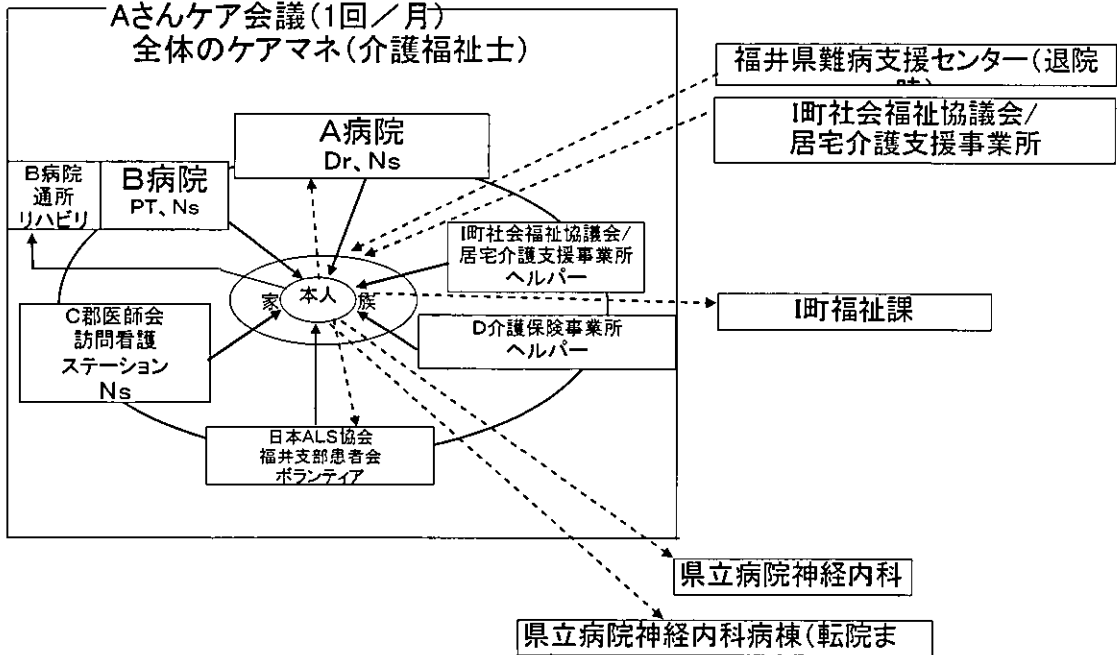 Aさんケア会議(1回／月)
全体のケアマネ(介護福祉士)
福井県難病支援センター(退院
I町社会福祉協議会/
居宅介護支援事業所
A病院
Dr、Ns
B病院
通所
リハビリ
B病院
PT、Ns
I町社会福祉協議会/
居宅介護支援事業所
ヘルパー
家 本人 族
I町福祉課
C郡医師会
訪問看護
ステーション
Ns
D介護保険事業所
ヘルパー
日本ALS協会
福井支部患者会
ボランティア
県立病院神経内科
県立病院神経内科病棟(転院ま